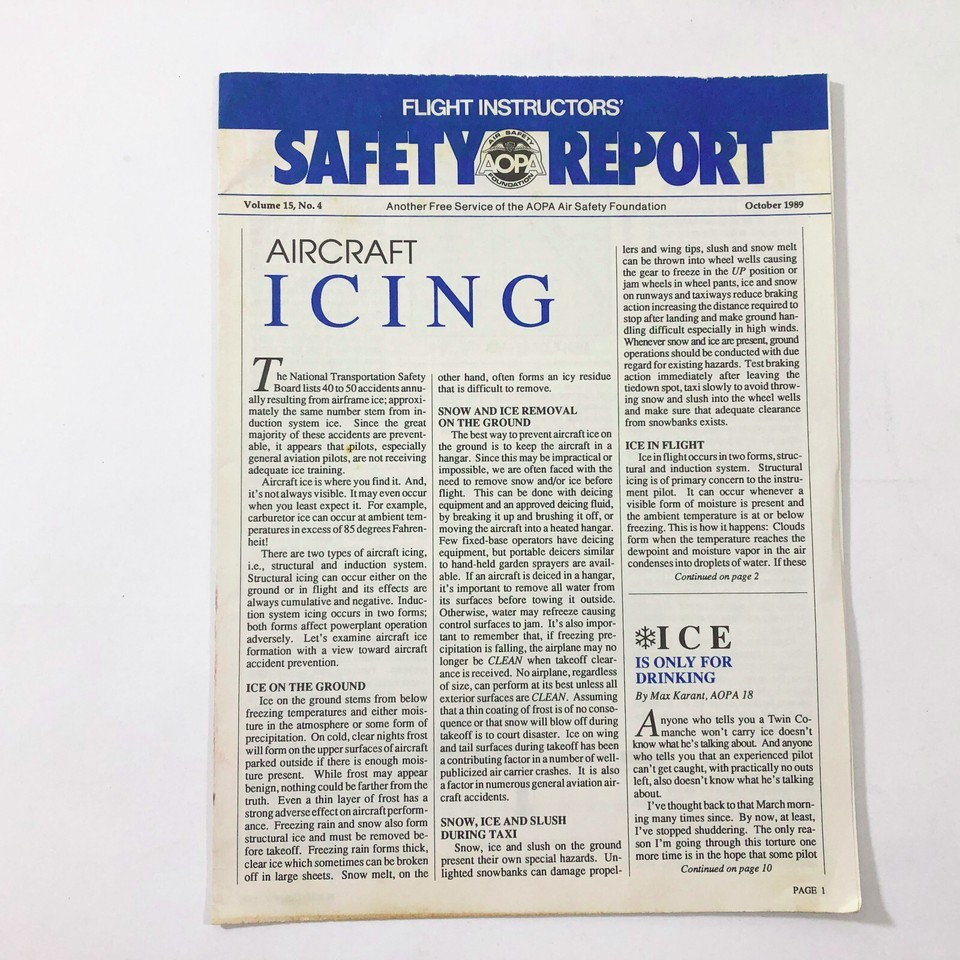 FLIGHT INSTRUCTORS'
SAFETY REPORT
AIR SAFETY
AOPA
FOUNDATION
Volume 15, No. 4
Another Free Service of the AOPA Air Safety Foundation
October 1989
AIRCRAFT
ICING
The National Transportation Safety
Board lists 40 to 50 accidents annu-
ally resulting from airframe ice; approxi-
mately the same number stem from in-
duction system ice. Since the great
majority of these accidents are prevent-
able, it appears that pilots, especially
general aviation pilots, are not receiving
adequate ice training.
Aircraft ice is where you find it. And,
it's not always visible. It may even occur
when you least expect it. For example,
carburetor ice can occur at ambient tem-
peratures in excess of 85 degrees Fahren-
heit!
There are two types of aircraft icing,
i.e., structural and induction system.
Structural icing can occur either on the
ground or in flight and its effects are
always cumulative and negative. Induc-
tion system icing occurs in two forms;
both forms affect powerplant operation
adversely. Let's examine aircraft ice
formation with a view toward aircraft
accident prevention.
ICE ON THE GROUND
Ice on the ground stems from below
freezing temperatures and either mois-
ture in the atmosphere or some form of
precipitation. On cold, clear nights frost
will form on the upper surfaces of aircraft
parked outside if there is enough mois-
ture present. While frost may appear
benign, nothing could be farther from the
truth. Even a thin layer of frost has a
strong adverse effect on aircraft perform-
ance. Freezing rain and snow also form
structural ice and must be removed be-
fore takeoff. Freezing rain forms thick,
clear ice which sometimes can be broken
off in large sheets. Snow melt, on the
other hand, often forms an icy residue
that is difficult to remove.
SNOW AND ICE REMOVAL
ON THE GROUND
The best way to prevent aircraft ice on
the ground is to keep the aircraft in a
hangar. Since this may be impractical or
impossible, we are often faced with the
need to remove snow and/or ice before
flight. This can be done with deicing
equipment and an approved deicing fluid,
by breaking it up and brushing it off, or
moving the aircraft into a heated hangar.
Few fixed-base operators have deicing
equipment, but portable deicers similar
to hand-held garden sprayers are avail-
able. If an aircraft is deiced in a hangar,
it's important to remove all water from
its surfaces before towing it outside.
Otherwise, water may refreeze causing
control surfaces to jam. It's also impor-
tant to remember that, if freezing pre-
cipitation is falling, the airplane may no
longer be CLEAN when takeoff clear-
ance is received. No airplane, regardless
of size, can perform at its best unless all
exterior surfaces are CLEAN. Assuming
that a thin coating of frost is of no conse-
quence or that snow will blow off during
takeoff is to court disaster. Ice on wing
and tail surfaces during takeoff has been
a contributing factor in a number of well-
publicized air carrier crashes. It is also
a factor in numerous general aviation air-
craft accidents.
SNOW, ICE AND SLUSH
DURING TAXI
Snow, ice and slush on the ground
present their own special hazards. Un-
lighted snowbanks can damage propel-
lers and wing tips, slush and snow melt
can be thrown into wheel wells causing
the gear to freeze in the UP position or
jam wheels in wheel pants, ice and snow
on runways and taxiways reduce braking
action increasing the distance required to
stop after landing and make ground han-
dling difficult especially in high winds.
Whenever snow and ice are present, ground
operations should be conducted with due
regard for existing hazards. Test braking
action immediately after leaving the
tiedown spot, taxi slowly to avoid throw-
ing snow and slush into the wheel wells
and make sure that adequate clearance
from snowbanks exists.
ICE IN FLIGHT
Ice in flight occurs in two forms, struc-
tural and induction system. Structural
icing is of primary concern to the instru-
ment pilot. It can occur whenever a
visible form of moisture is present and
the ambient temperature is at or below
freezing. This is how it happens: Clouds
form when the temperature reaches the
dewpoint and moisture vapor in the air
condenses into droplets of water. If these
Continued on page 2
❄ICE
IS ONLY FOR
DRINKING
By Max Karant, AOPA 18
Anyone who tells you a Twin Co-
manche won't carry ice doesn't
know what he's talking about. And anyone
who tells you that an experienced pilot
can't get caught, with practically no outs
left, also doesn't know what he's talking
about.
I've thought back to that March morn-
ing many times since. By now, at least,
I've stopped shuddering. The only rea-
son I'm going through this torture one
more time is in the hope that some pilot
Continued on page 10
PAGE 1